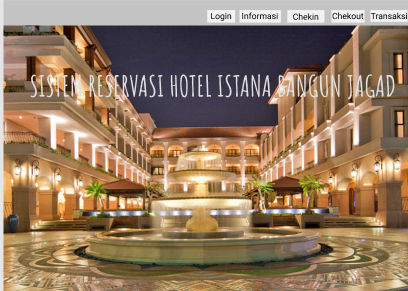 Login Informasi Chekin Chekout Transaksi
SISTEM RESERVASI HOTEL ISTANA BANGUN JAGAD